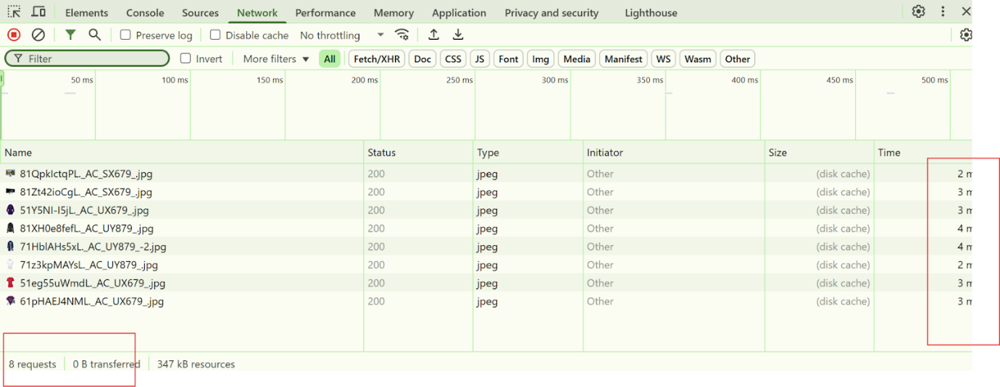 Elements Console Sources Network Performance Memory Application Privacy and security Lighthouse
Preserve log Disable cache No throttling
Filter Invert More filters All Fetch/XHR Doc CSS JS Font Img Media Manifest WS Wasm Other
50 ms 100 ms 150 ms 200 ms 250 ms 300 ms 350 ms 400 ms 450 ms 500 ms
Name Status Type Initiator Size Time
81QpklctqPL._AC_SX679_.jpg 200 jpeg Other (disk cache) 2 m
81Zt42ioCgL._AC_SX679_.jpg 200 jpeg Other (disk cache) 3 m
51Y5NI-I5jL._AC_UX679_.jpg 200 jpeg Other (disk cache) 3 m
81XH0e8fefL._AC_UY879_.jpg 200 jpeg Other (disk cache) 4 m
71HblAHs5xL._AC_UY879_-2.jpg 200 jpeg Other (disk cache) 4 m
71z3kpMAYsL._AC_UY879_.jpg 200 jpeg Other (disk cache) 2 m
51eg55uWmdL._AC_UX679_.jpg 200 jpeg Other (disk cache) 3 m
61pHAEJ4NML._AC_UX679_.jpg 200 jpeg Other (disk cache) 3 m
8 requests 0 B transferred 347 kB resources